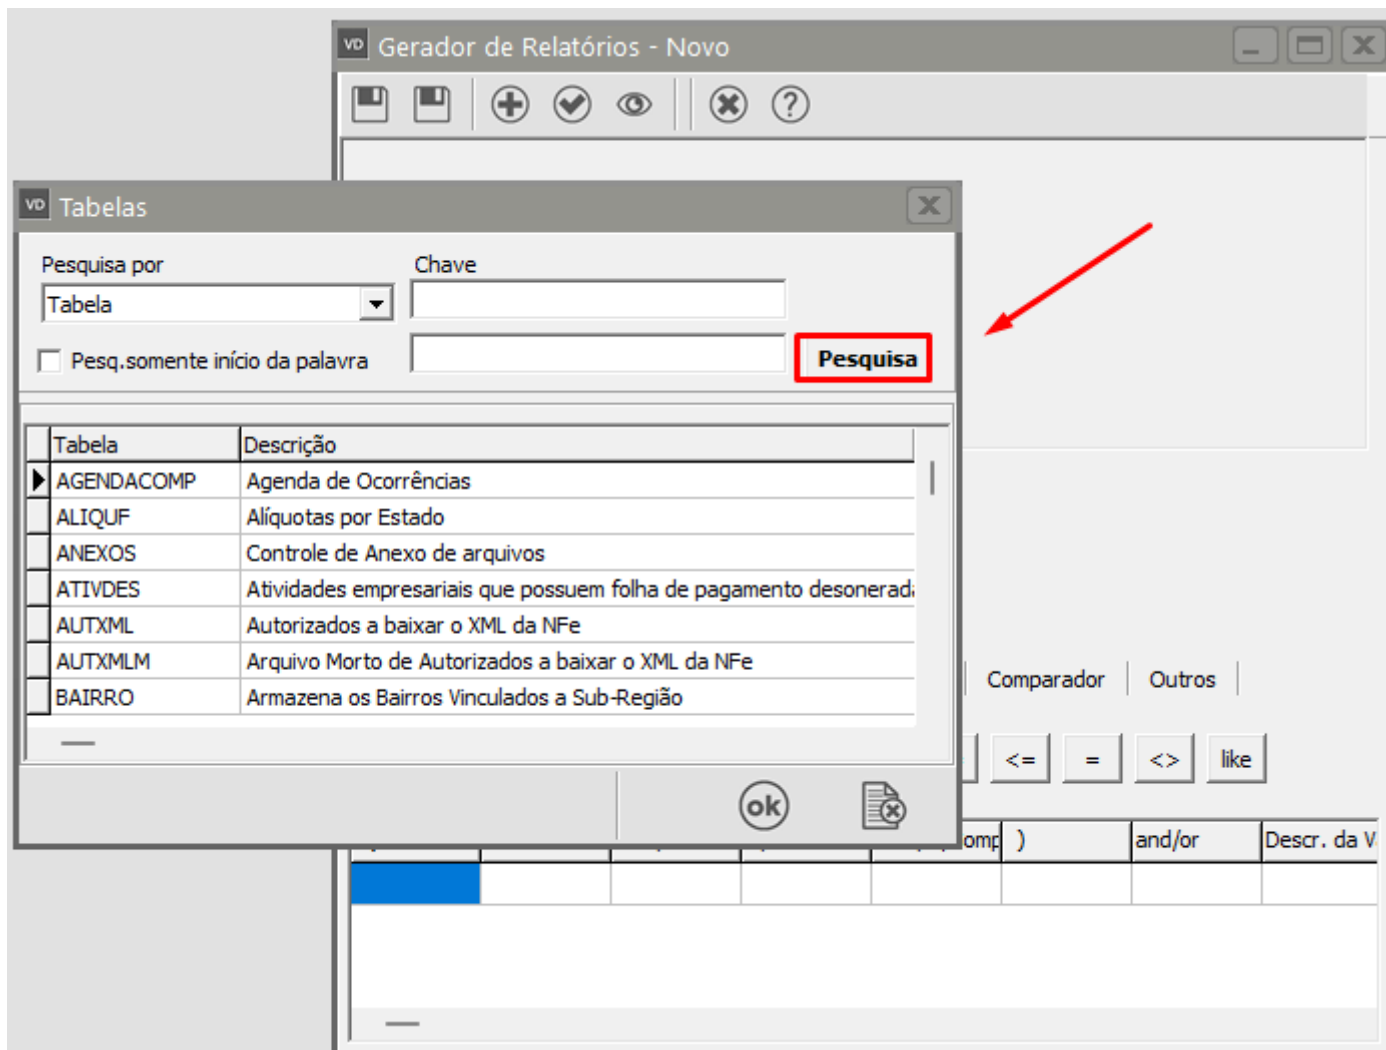 VD Gerador de Relatórios - Novo
VD Tabelas
Pesquisa por Chave
Tabela
Pesq.somente início da palavra Pesquisa
Tabela Descrição
AGENDACOMP Agenda de Ocorrências
ALIQUF Alíquotas por Estado
ANEXOS Controle de Anexo de arquivos
ATIVDES Atividades empresariais que possuem folha de pagamento desonerada
AUTXML Autorizados a baixar o XML da NFe
AUTXMLM Arquivo Morto de Autorizados a baixar o XML da NFe
BAIRRO Armazena os Bairros Vinculados a Sub-Região
Comparador Outros
<= = <> like
ok
) and/or Descr. da V